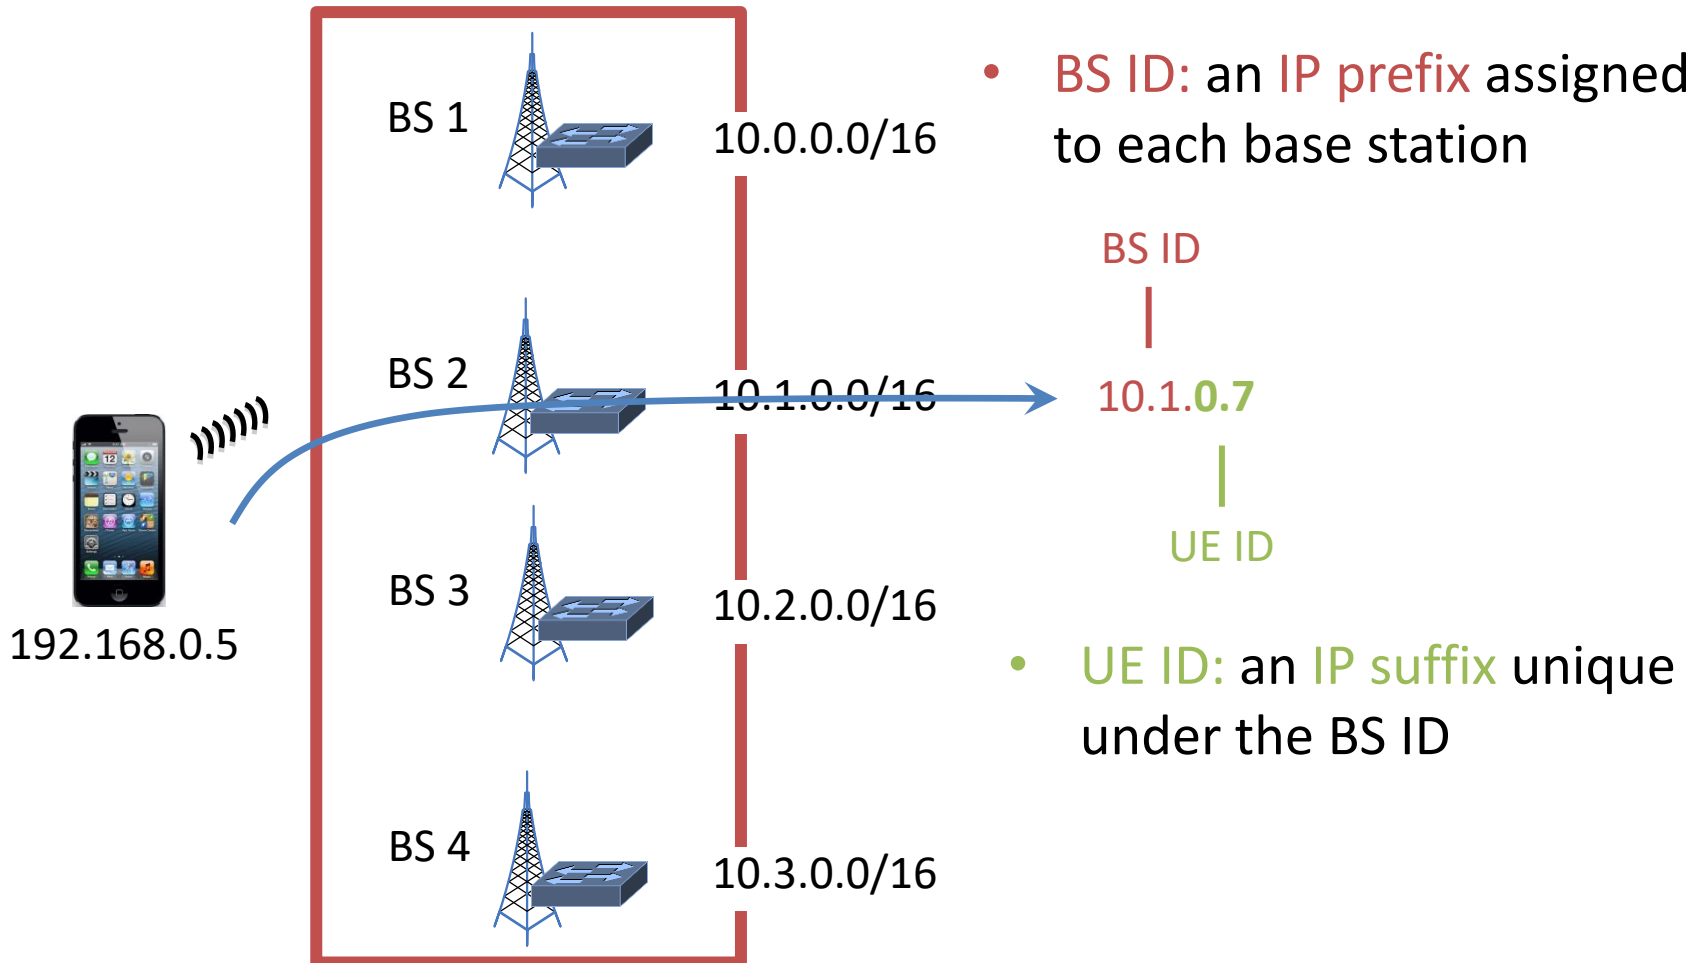 BS 1
10.0.0.0/16
• BS ID: an IP prefix assigned
to each base station
BS ID
BS 2
10.1.0.0/16
10.1.0.7
UE ID
BS 3
10.2.0.0/16
192.168.0.5
• UE ID: an IP suffix unique
under the BS ID
BS 4
10.3.0.0/16